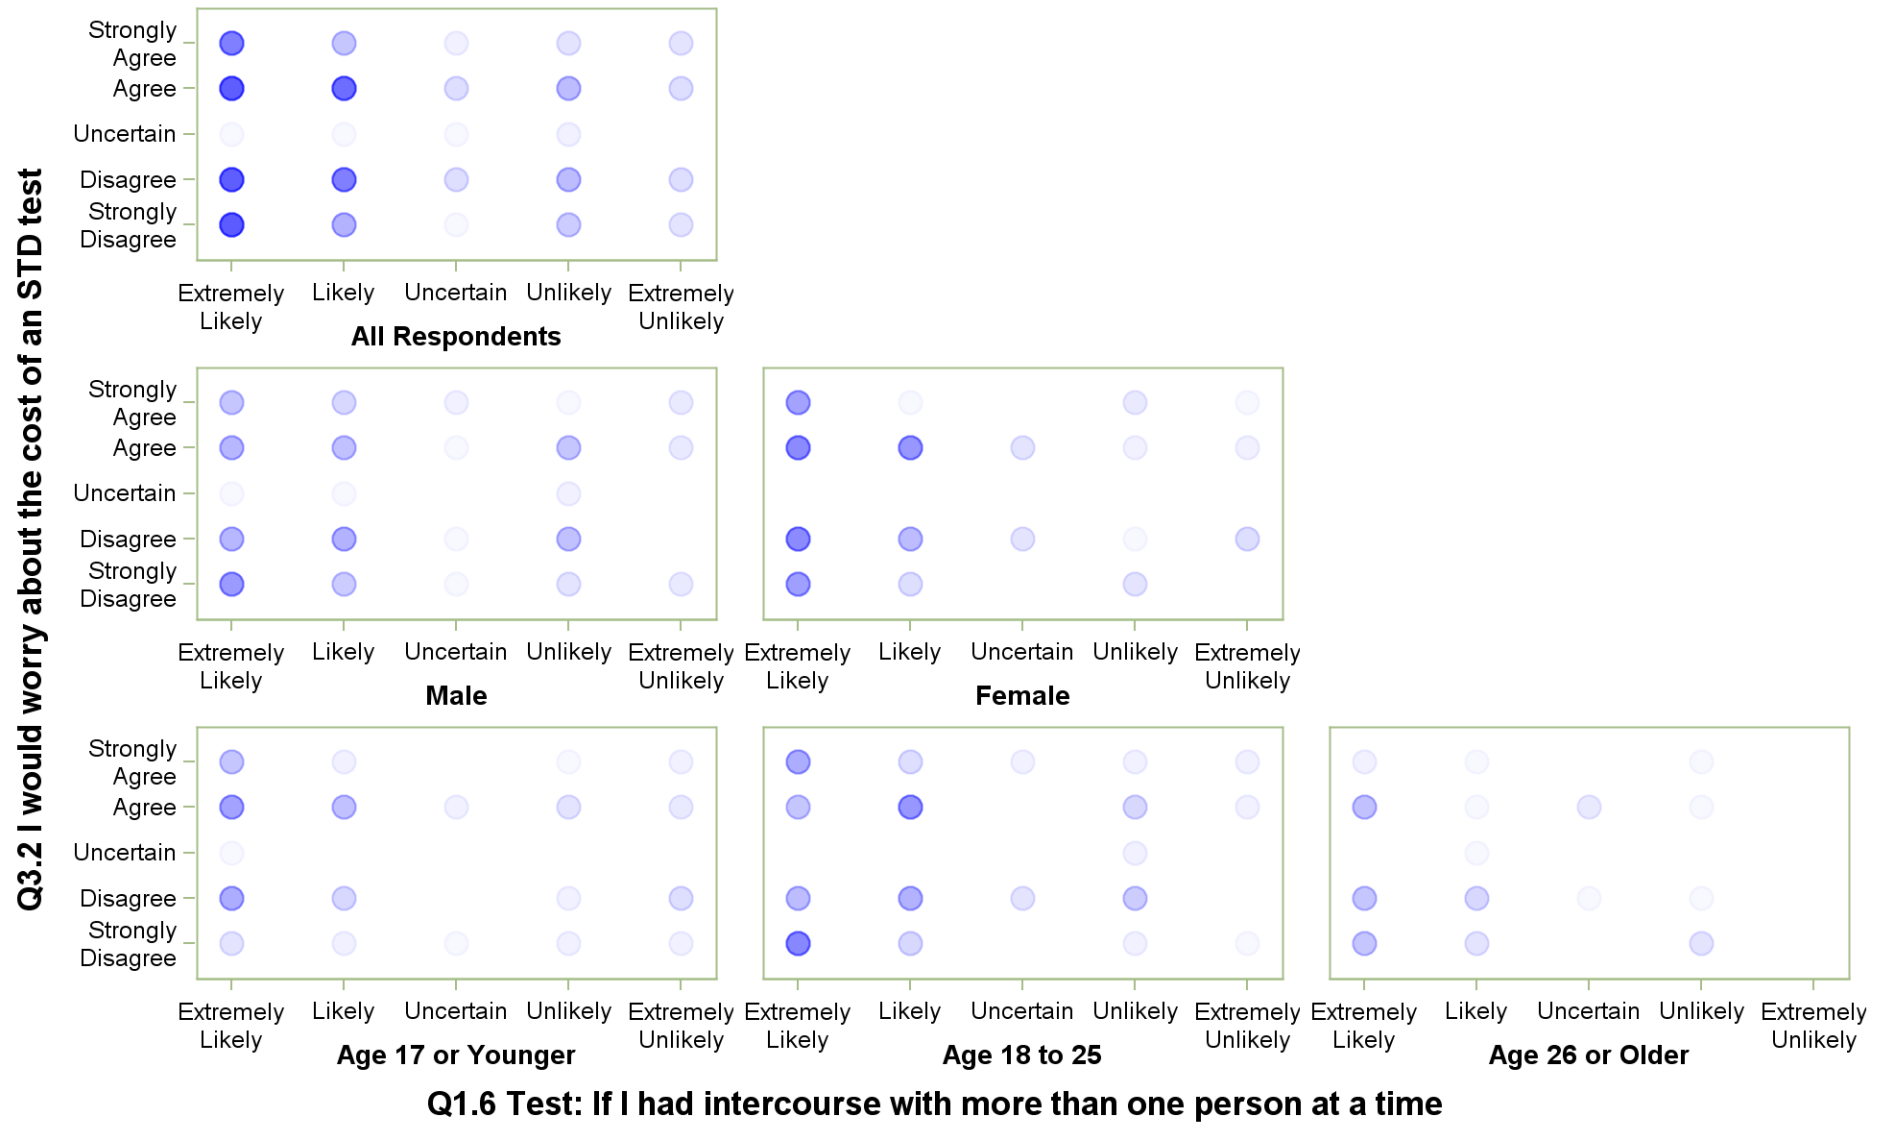 Q3.2 I would worry about the cost of an STD test
Strongly
Agree
Agree
Uncertain
Disagree
Strongly
Disagree
Extremely Likely Uncertain Unlikely Extremely
Likely Unlikely
All Respondents
Strongly
Agree
Agree
Uncertain
Disagree
Strongly
Disagree
Extremely Likely Uncertain Unlikely Extremely Extremely Likely Uncertain Unlikely Extremely
Likely Unlikely Likely Unlikely
Male Female
Strongly
Agree
Agree
Uncertain
Disagree
Strongly
Disagree
Extremely Likely Uncertain Unlikely Extremely Extremely Likely Uncertain Unlikely Extremely Extremely Likely Uncertain Unlikely Extremely
Likely Unlikely Likely Unlikely Likely Unlikely
Age 17 or Younger Age 18 to 25 Age 26 or Older
Q1.6 Test: If I had intercourse with more than one person at a time